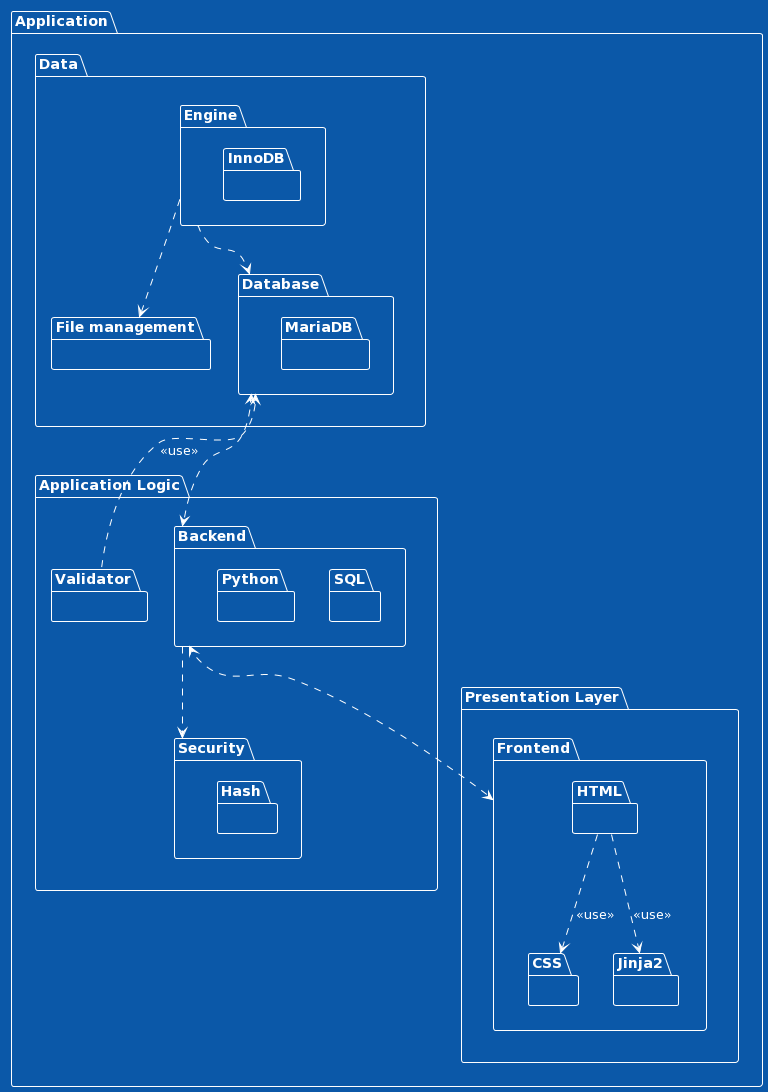 Application
Data
Engine
InnoDB
Database
File management
MariaDB
«use»
Application Logic
Backend
Validator
Python
SQL
Presentation Layer
Security
Frontend
Hash
HTML
«use»
«use»
CSS
Jinja2